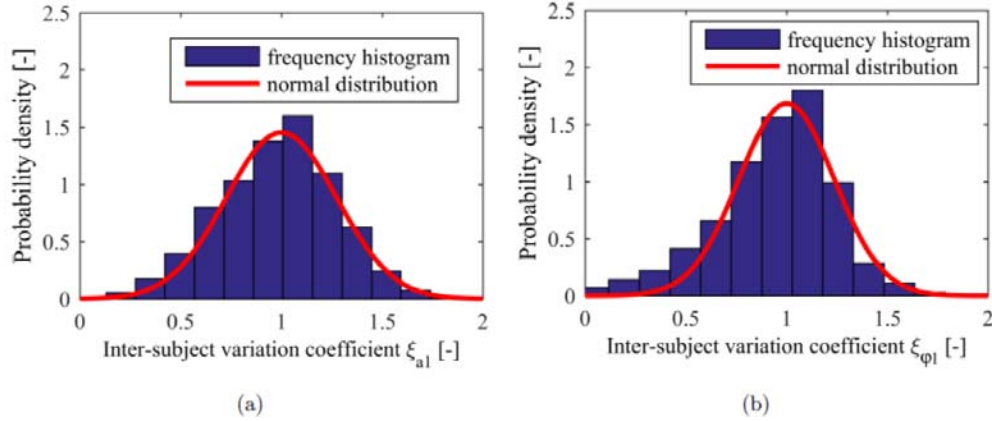 2.5
2
1.5
1
0.5
0
Probability density [-]
frequency histogram
normal distribution
0 0.5 1 1.5 2
Inter-subject variation coefficient ξa1 [-]
(a)
2.5
2
1.5
1
0.5
0
Probability density [-]
frequency histogram
normal distribution
0 0.5 1 1.5 2
Inter-subject variation coefficient ξφ1 [-]
(b)